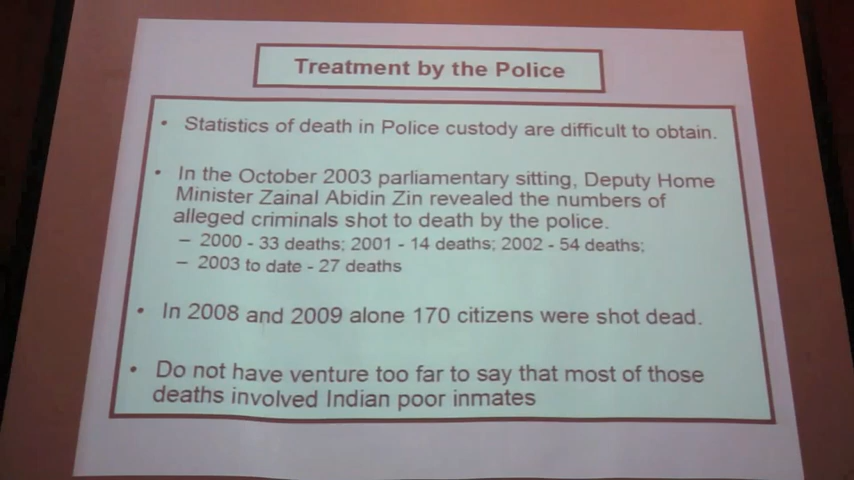 Treatment by the Police
• Statistics of death in Police custody are difficult to obtain.
• In the October 2003 parliamentary sitting, Deputy Home
Minister Zainal Abidin Zin revealed the numbers of
alleged criminals shot to death by the police.
– 2000 - 33 deaths; 2001 - 14 deaths; 2002 - 54 deaths;
– 2003 to date - 27 deaths
• In 2008 and 2009 alone 170 citizens were shot dead.
• Do not have venture too far to say that most of those
deaths involved Indian poor inmates